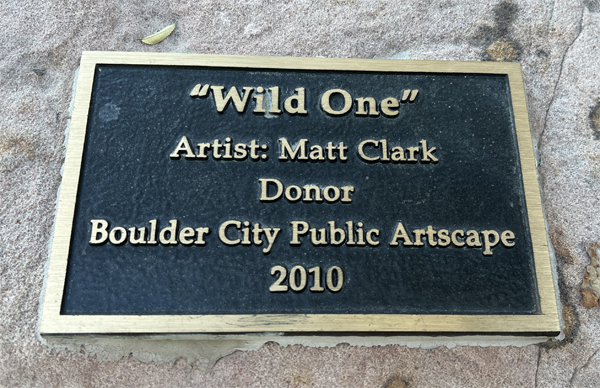 “Wild One”
Artist: Matt Clark
Donor
Boulder City Public Artscape
2010